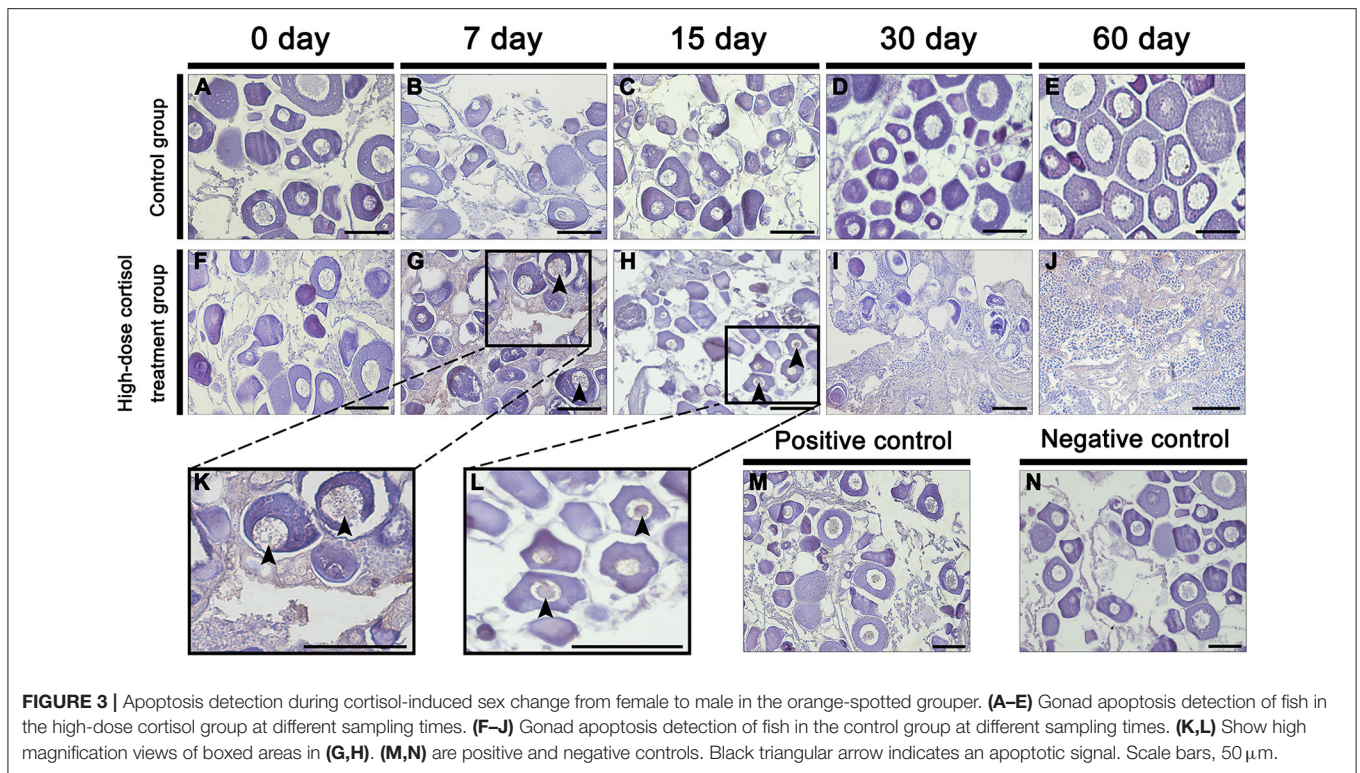 0 day 7 day 15 day 30 day 60 day
Control group
A B C D E
High-dose cortisol
treatment group
F G H I J
Positive control Negative control
K L M N
FIGURE 3 | Apoptosis detection during cortisol-induced sex change from female to male in the orange-spotted grouper. (A–E) Gonad apoptosis detection of fish in
the high-dose cortisol group at different sampling times. (F–J) Gonad apoptosis detection of fish in the control group at different sampling times. (K,L) Show high
magnification views of boxed areas in (G,H). (M,N) are positive and negative controls. Black triangular arrow indicates an apoptotic signal. Scale bars, 50 μm.